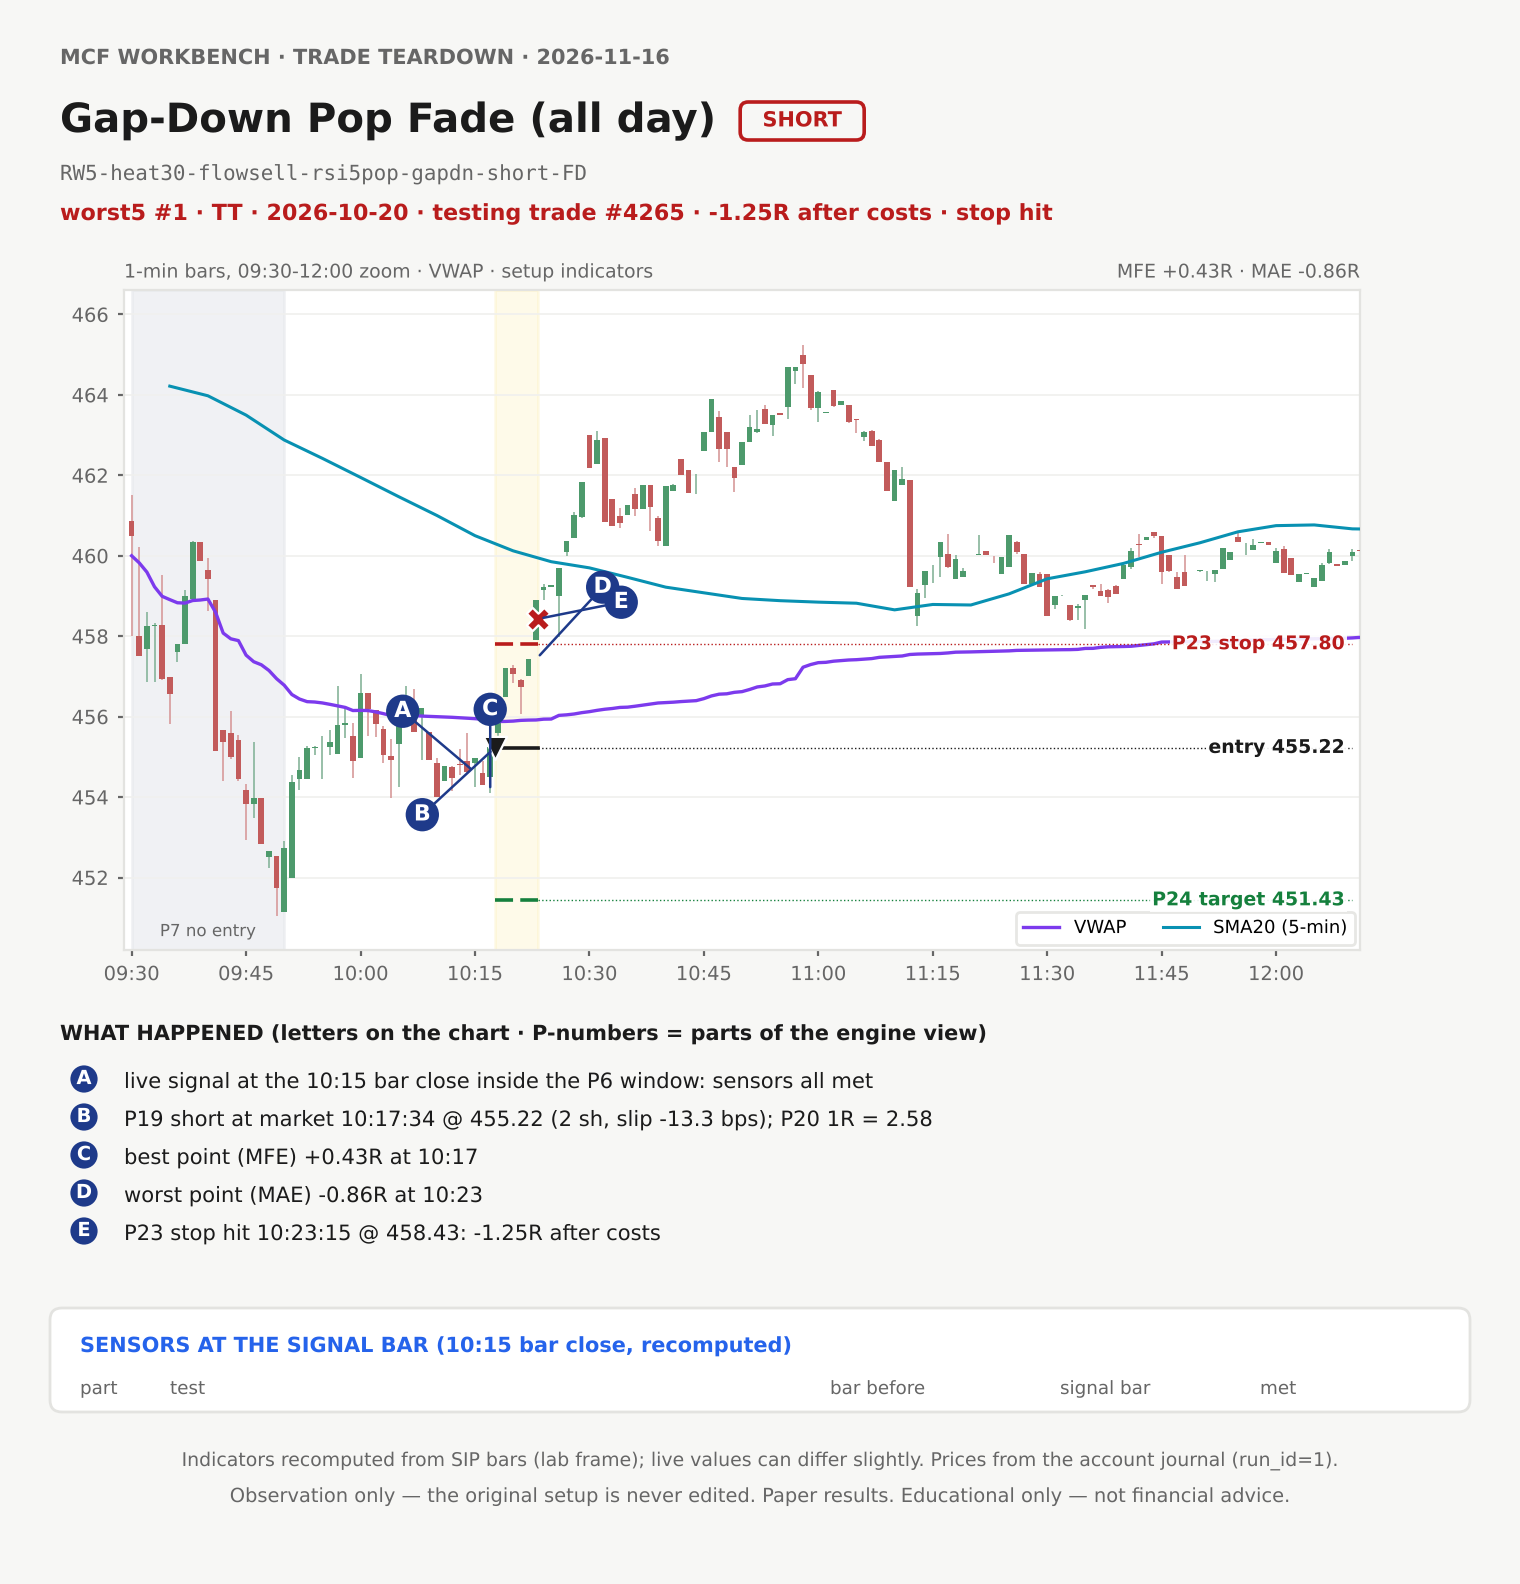 MCF WORKBENCH · TRADE TEARDOWN · 2026-11-16
Gap-Down Pop Fade (all day) SHORT
RW5-heat30-flowsell-rsi5pop-gapdn-short-FD
worst5 #1 · TT · 2026-10-20 · testing trade #4265 · -1.25R after costs · stop hit
1-min bars, 09:30-12:00 zoom · VWAP · setup indicators
MFE +0.43R · MAE -0.86R
466
464
462
460
458
456
454
452
D
E
A
C
B
P23 stop 457.80
entry 455.22
P24 target 451.43
P7 no entry
VWAP SMA20 (5-min)
09:30 09:45 10:00 10:15 10:30 10:45 11:00 11:15 11:30 11:45 12:00
WHAT HAPPENED (letters on the chart · P-numbers = parts of the engine view)
A live signal at the 10:15 bar close inside the P6 window: sensors all met
B P19 short at market 10:17:34 @ 455.22 (2 sh, slip -13.3 bps); P20 1R = 2.58
C best point (MFE) +0.43R at 10:17
D worst point (MAE) -0.86R at 10:23
E P23 stop hit 10:23:15 @ 458.43: -1.25R after costs
SENSORS AT THE SIGNAL BAR (10:15 bar close, recomputed)
part test bar before signal bar met
Indicators recomputed from SIP bars (lab frame); live values can differ slightly. Prices from the account journal (run_id=1).
Observation only — the original setup is never edited. Paper results. Educational only — not financial advice.